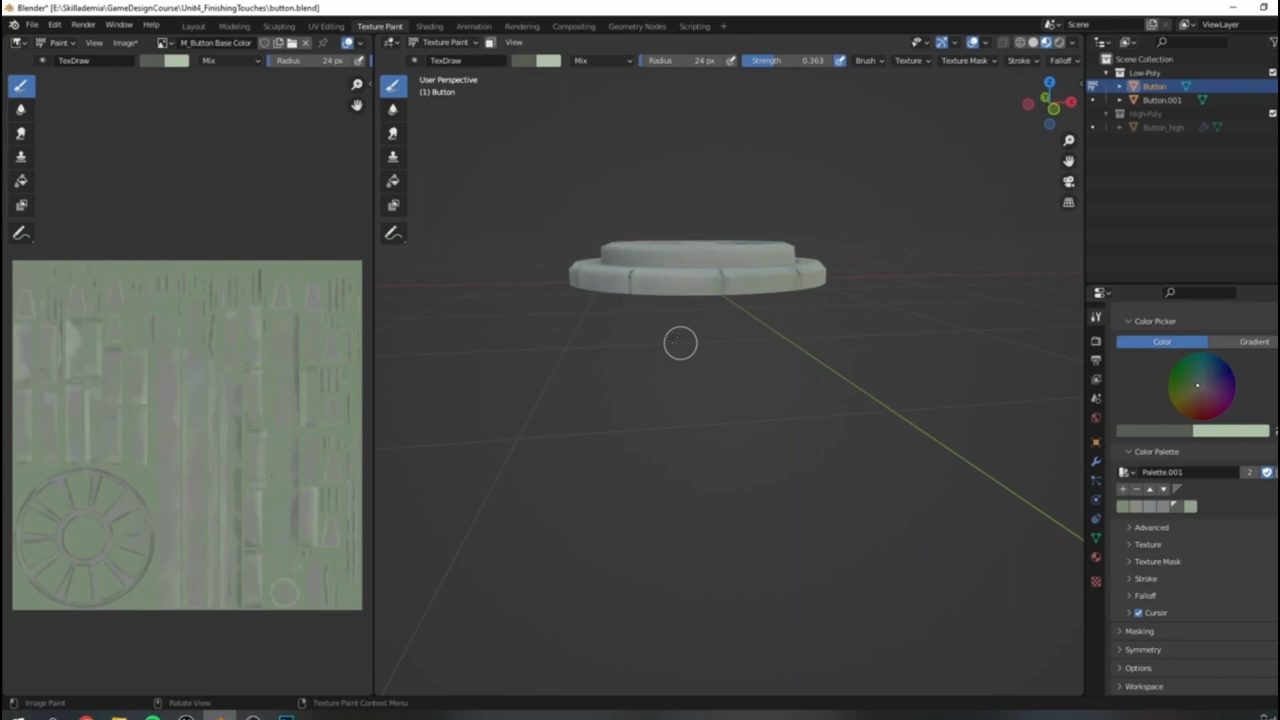 Blender* [E:\Skillademia\GameDesignCourse\Unit4_FinishingTouches\button.blend]
File Edit Render Window Help Layout Modeling Sculpting UV Editing Texture Paint Shading Animation Rendering Compositing Geometry Nodes Scripting + Scene ViewLayer
Paint View Image* M_Button Base Color Texture Paint View
TexDraw Mix Radius 24 px TexDraw Mix Radius 24 px Strength 0.363 Brush Texture Texture Mask Stroke Falloff
User Perspective
(1) Button
Z
X
Y
Scene Collection
Low-Poly
Button
Button.001
High-Poly
Button_high
Color Picker
Color Gradient
Color Palette
Palette.001 2
Advanced
Texture
Texture Mask
Stroke
Falloff
Cursor
Masking
Symmetry
Options
Workspace
Image Paint Rotate View Texture Paint Context Menu